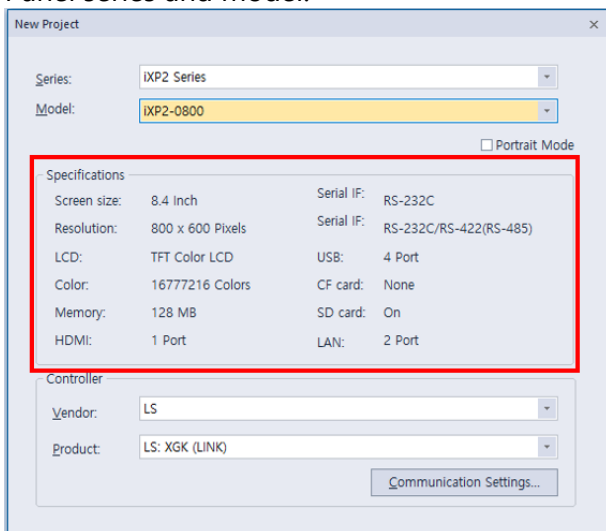 Panel series and model.
New Project
Series: iXP2 Series
Model: iXP2-0800
Portrait Mode
Specifications
Screen size: 8.4 Inch Serial IF: RS-232C
Resolution: 800 x 600 Pixels Serial IF: RS-232C/RS-422(RS-485)
LCD: TFT Color LCD USB: 4 Port
Color: 16777216 Colors CF card: None
Memory: 128 MB SD card: On
HDMI: 1 Port LAN: 2 Port
Controller
Vendor: LS
Product: LS: XGK (LINK)
Communication Settings...